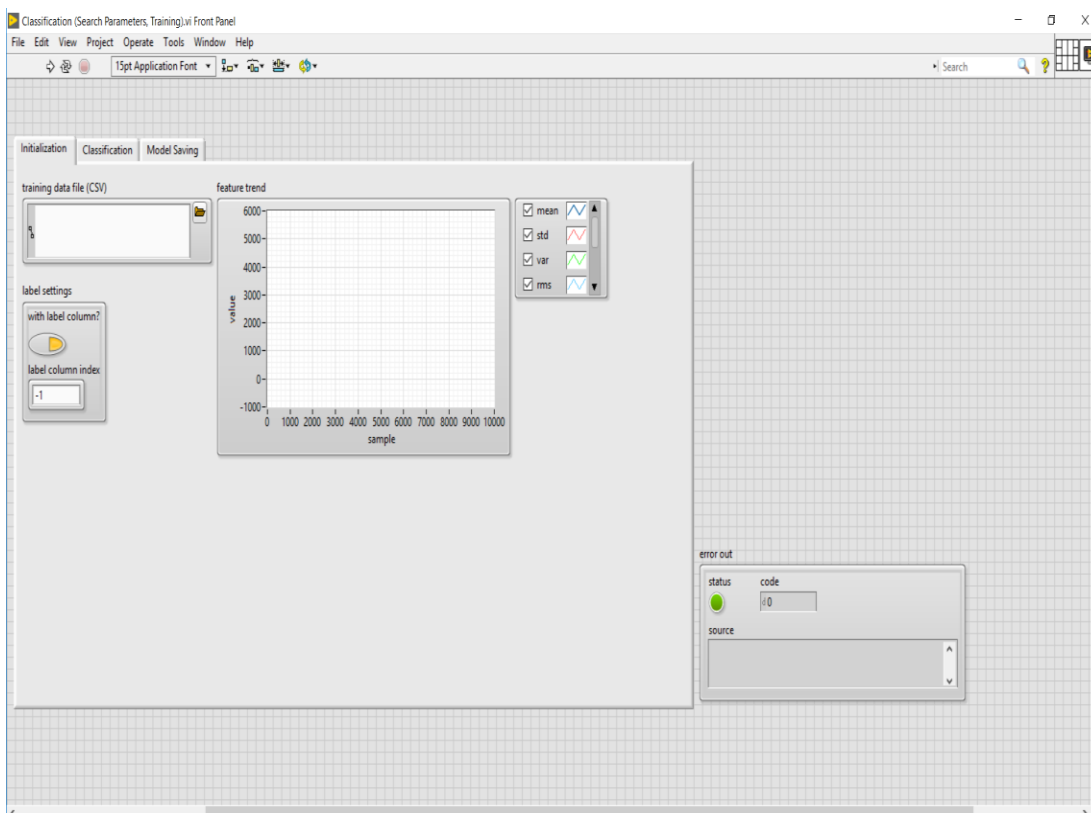 Classification (Search Parameters, Training).vi Front Panel
File Edit View Project Operate Tools Window Help
15pt Application Font
Search
Initialization Classification Model Saving
training data file (CSV)
feature trend
6000
5000
4000
3000
2000
1000
0
-1000
value
0 1000 2000 3000 4000 5000 6000 7000 8000 9000 10000
sample
mean
std
var
rms
label settings
with label column?
label column index
-1
error out
status code
d 0
source